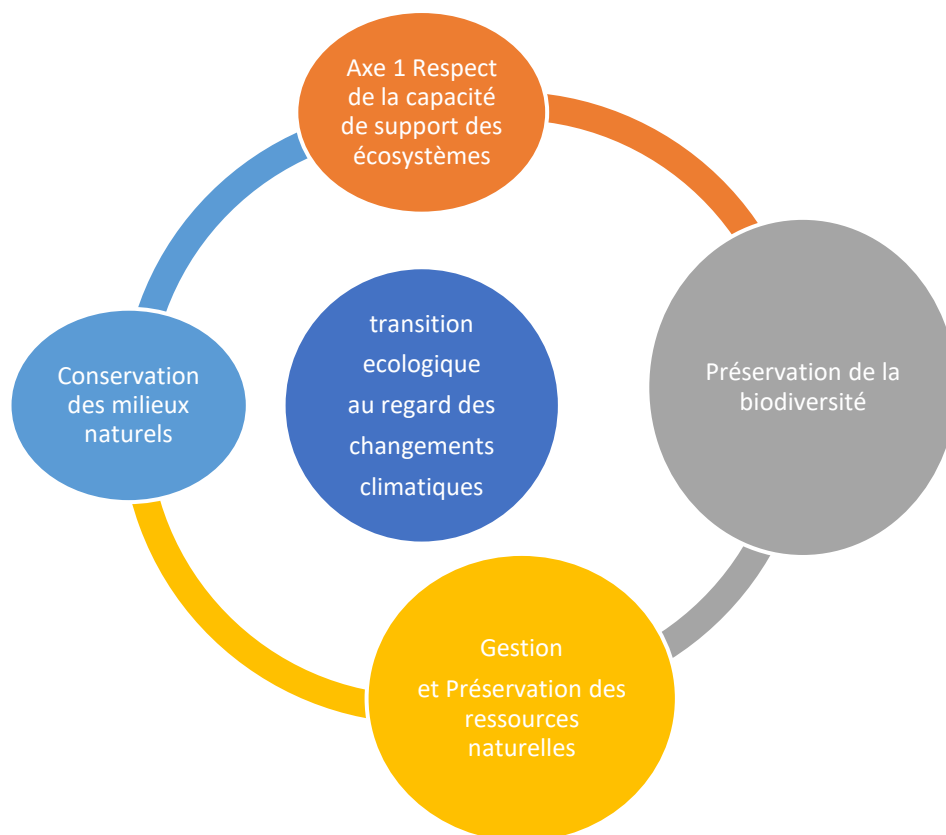 Axe 1 Respect
de la capacité
de support des
écosystèmes
Préservation de la
biodiversité
Gestion
et Préservation des
ressources
naturelles
Conservation
des milieux
naturels
transition
ecologique
au regard des
changements
climatiques